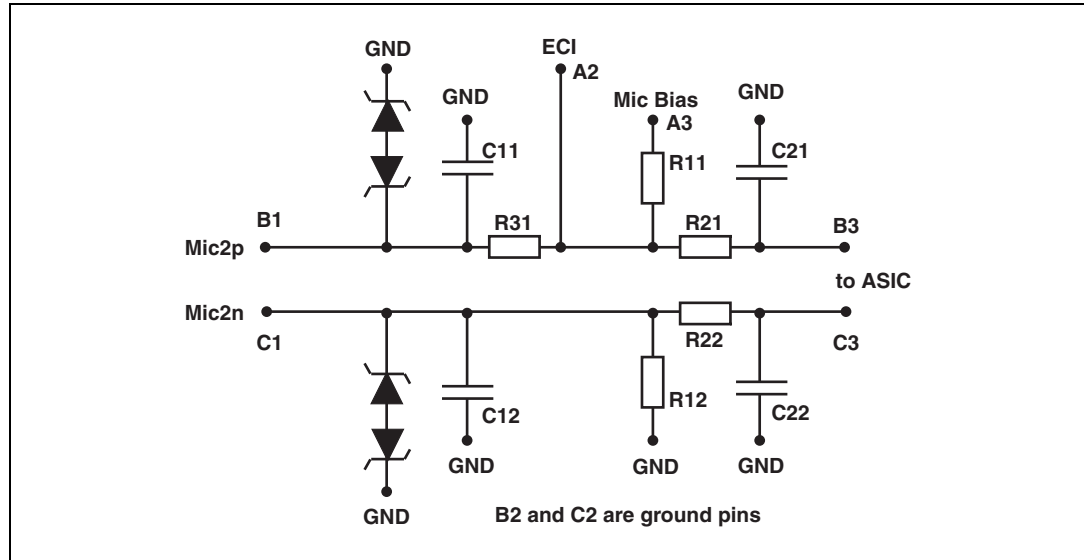 GND
ECI
A2
GND
Mic Bias
A3
GND
C11
R11
C21
B1
R31
R21
B3
Mic2p
to ASIC
Mic2n
C1
R22
C3
C12
R12
C22
GND
GND
GND
GND
B2 and C2 are ground pins